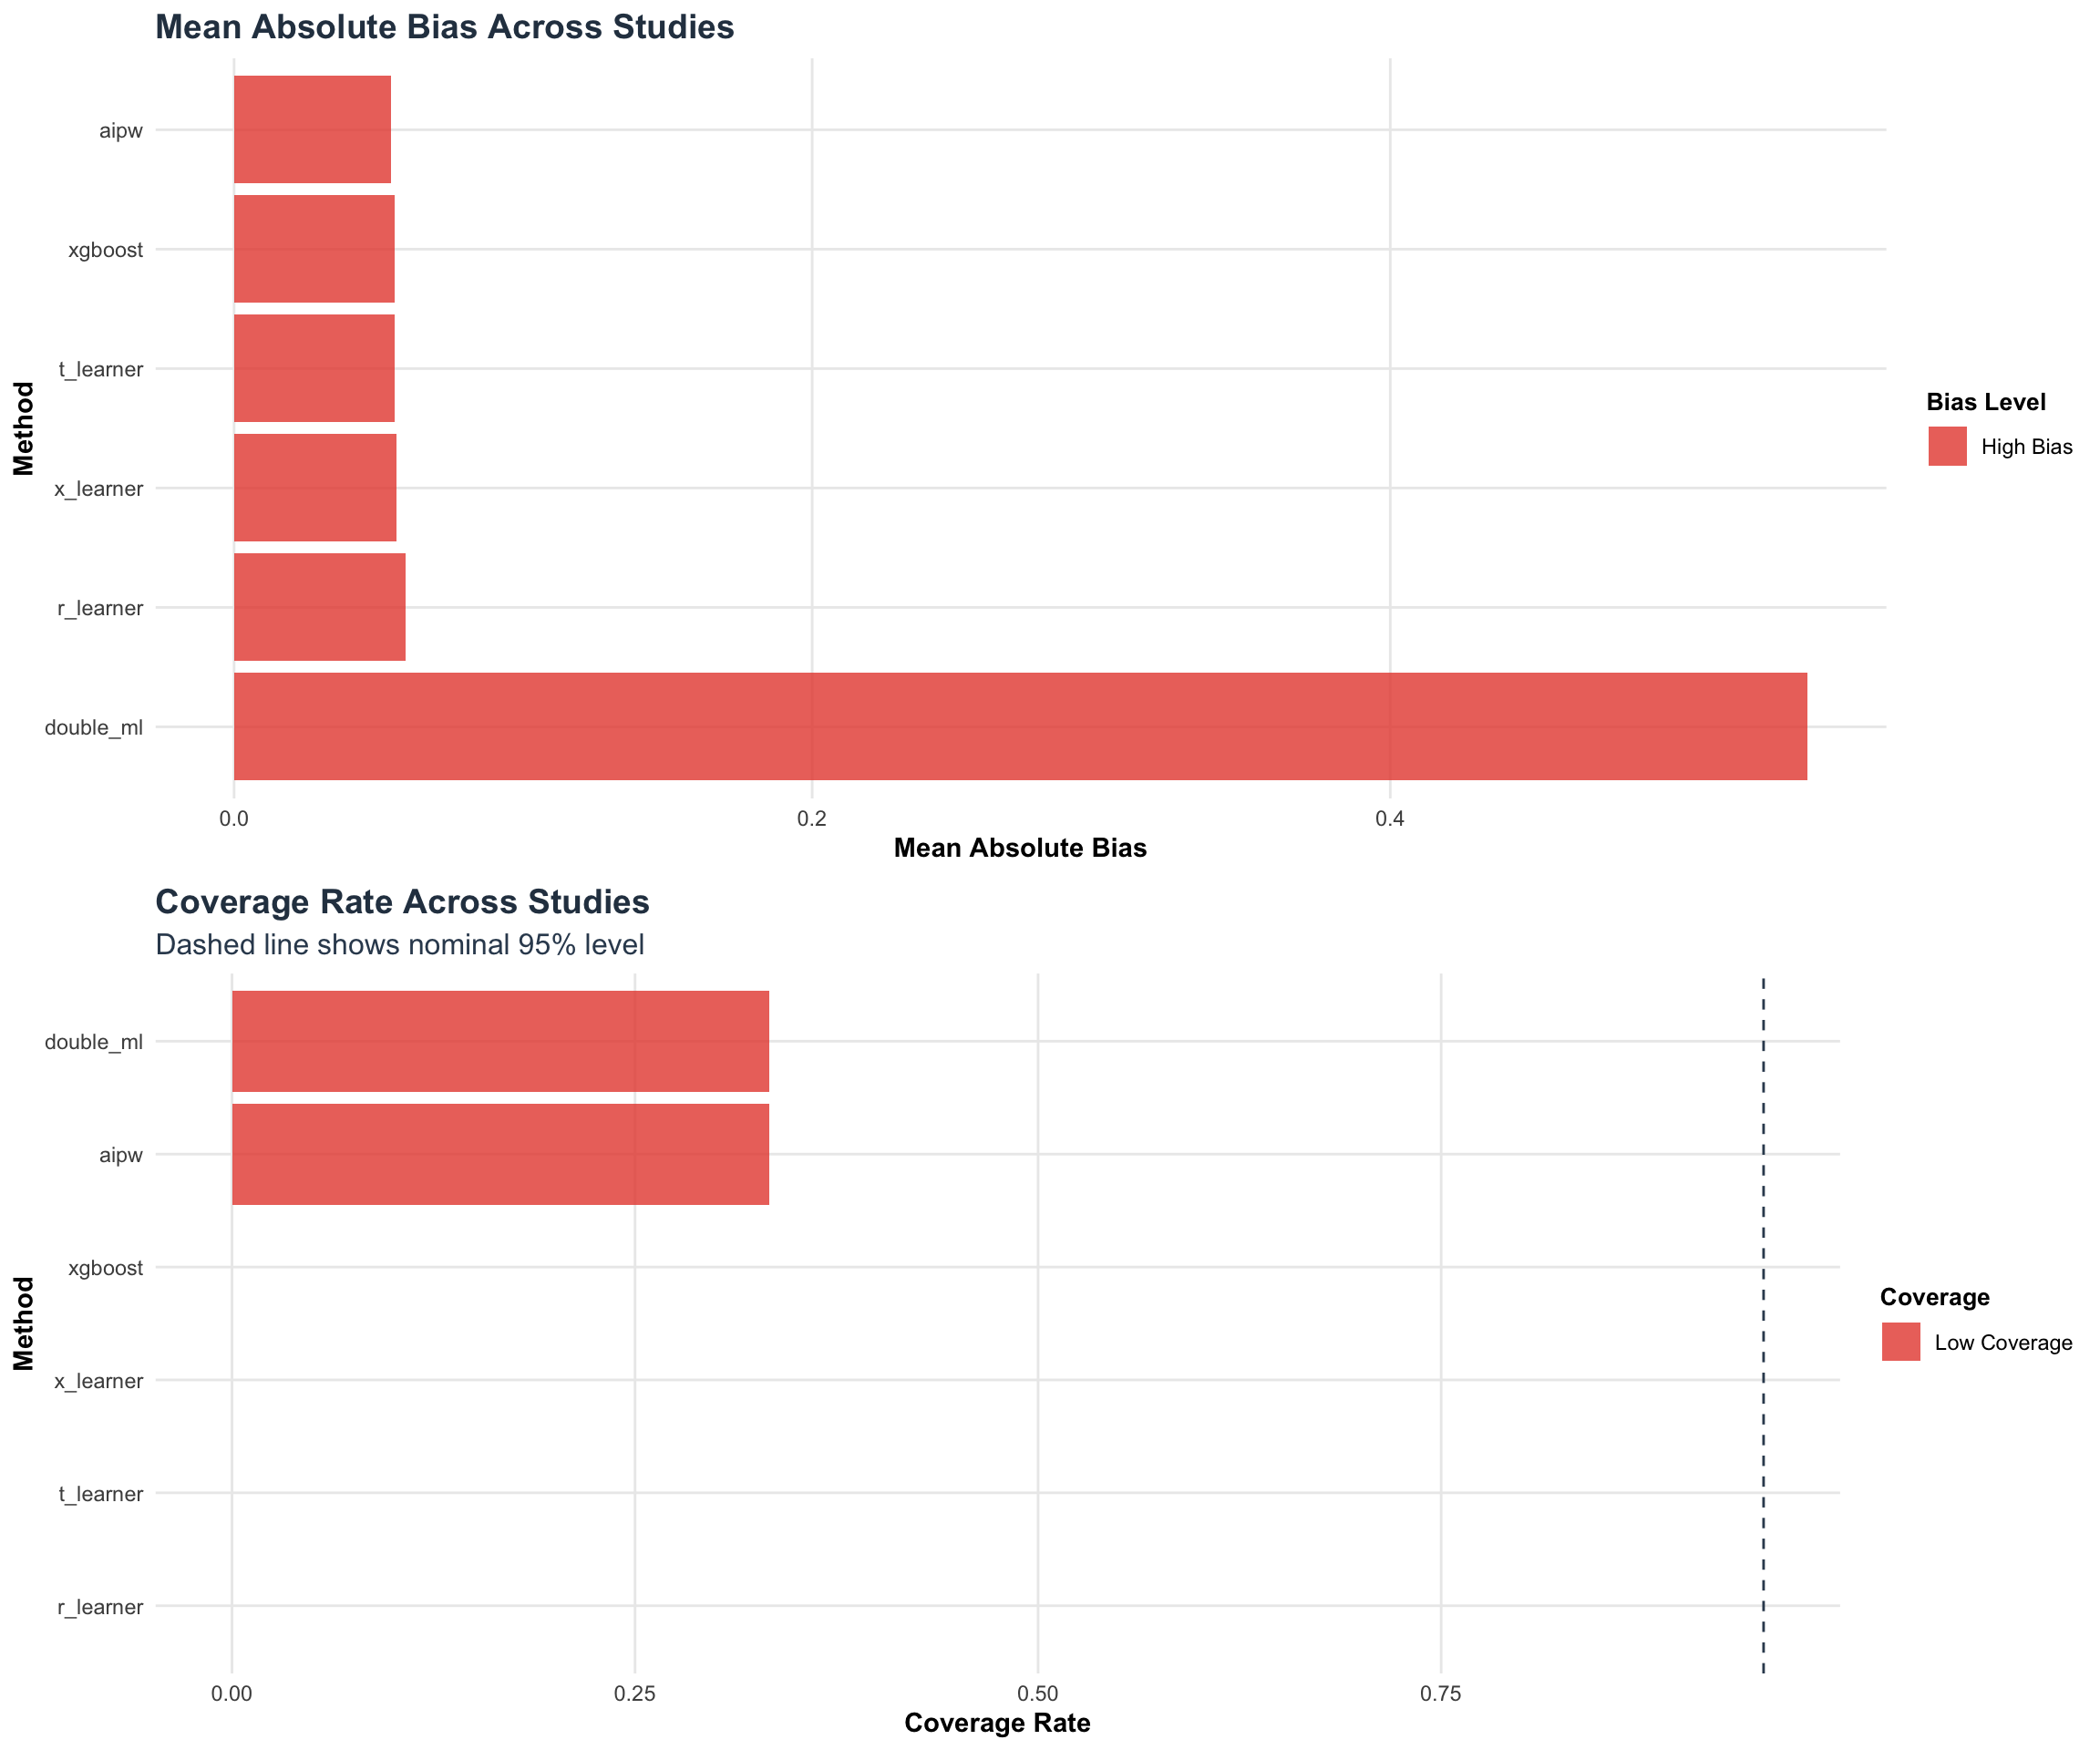 Mean Absolute Bias Across Studies
Method
aipw
xgboost
t_learner
x_learner
r_learner
double_ml
0.0 0.2 0.4
Mean Absolute Bias
Bias Level
High Bias
Coverage Rate Across Studies
Dashed line shows nominal 95% level
Method
double_ml
aipw
xgboost
x_learner
t_learner
r_learner
0.00 0.25 0.50 0.75
Coverage Rate
Coverage
Low Coverage